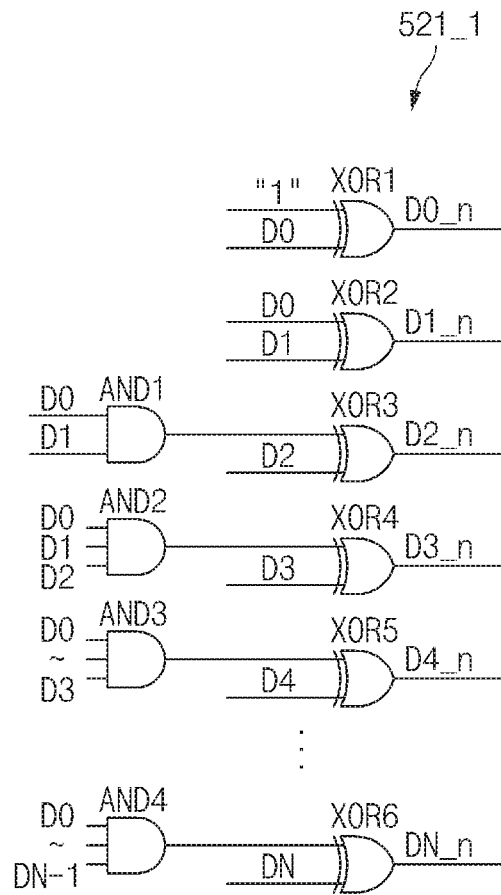 521_1
"1" XOR1 D0_n
D0
D0 XOR2 D1_n
D1
D0 AND1 XOR3 D2_n
D1
D2
D0 AND2 XOR4 D3_n
D1
D2 D3
D0 AND3 XOR5 D4_n
~
D3 D4
⋮
D0 AND4 XOR6 DN_n
~
DN-1 DN